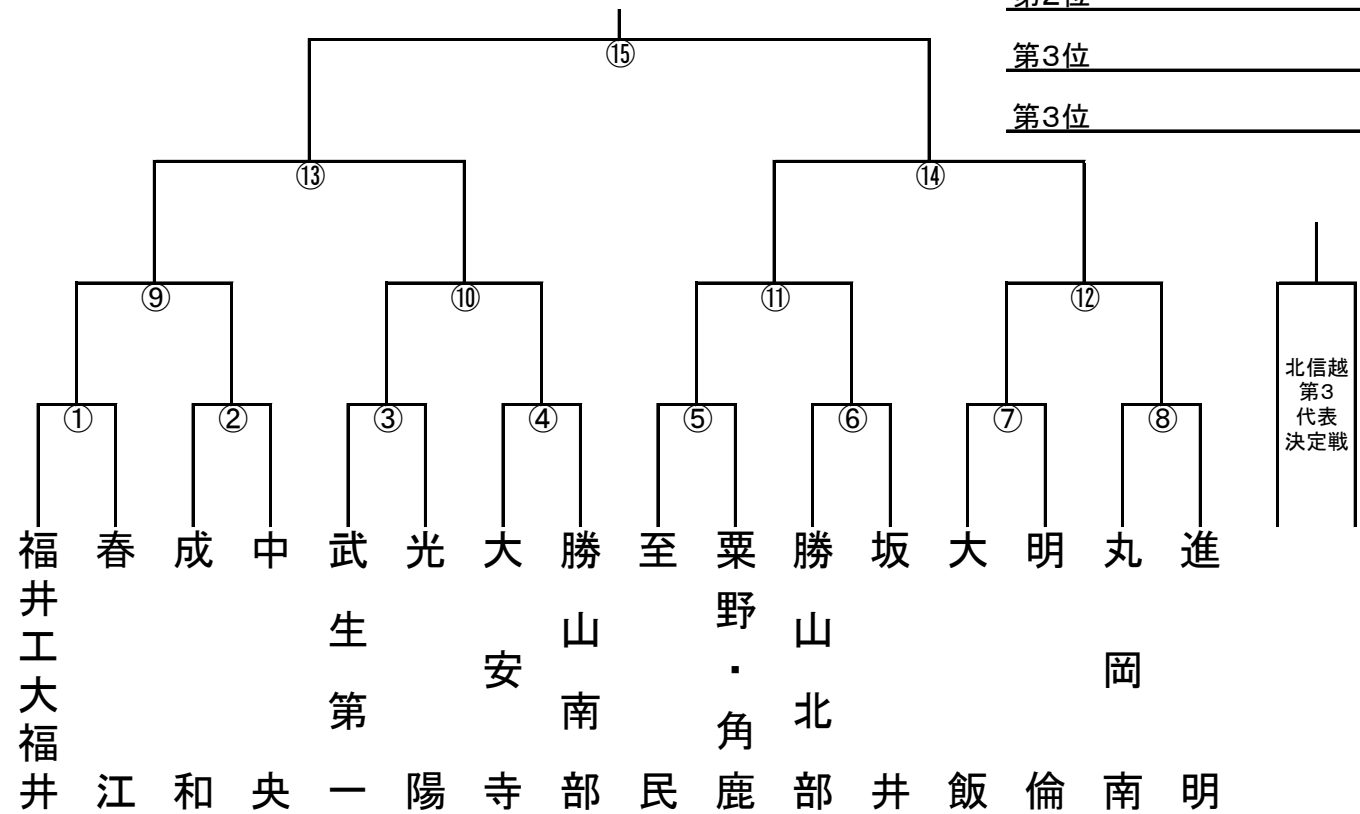 第2位
⑮
第3位
第3位
⑬
⑭
⑨
⑩
⑪
⑫
北信越
第3
代表
決定戦
①
②
③
④
⑤
⑥
⑦
⑧
福井工大福井
春江
成和
中央
武生第一
光陽
大安寺
勝山南部
至民
粟野・角鹿
勝山北部
坂井
大飯
明倫
丸岡南
進明